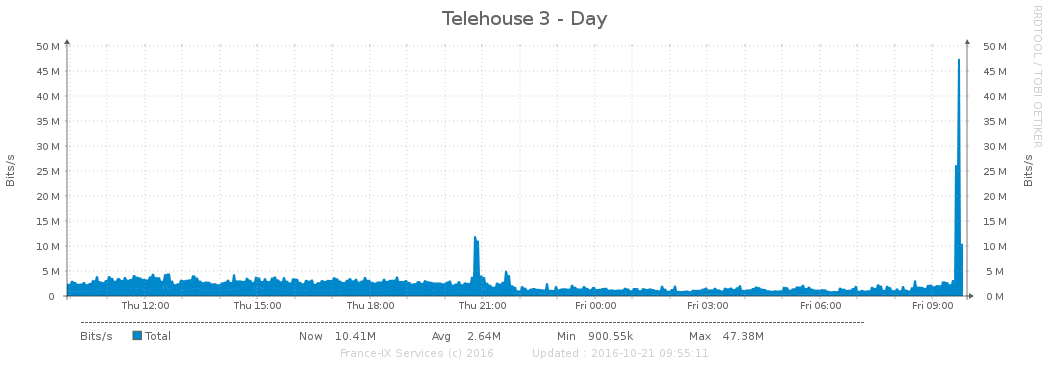 Telehouse 3 - Day
RRDTOOL / TOBI OETIKER
Bits/s
50 M 50 M
45 M 45 M
40 M 40 M
35 M 35 M
30 M 30 M
25 M 25 M
20 M 20 M
15 M 15 M
10 M 10 M
5 M 5 M
0 0 M
Bits/s
Thu 12:00 Thu 15:00 Thu 18:00 Thu 21:00 Fri 00:00 Fri 03:00 Fri 06:00 Fri 09:00
Bits/s Total Now 10.41M Avg 2.64M Min 900.55k Max 47.38M
France-IX Services (c) 2016 Updated : 2016-10-21 09:55:11